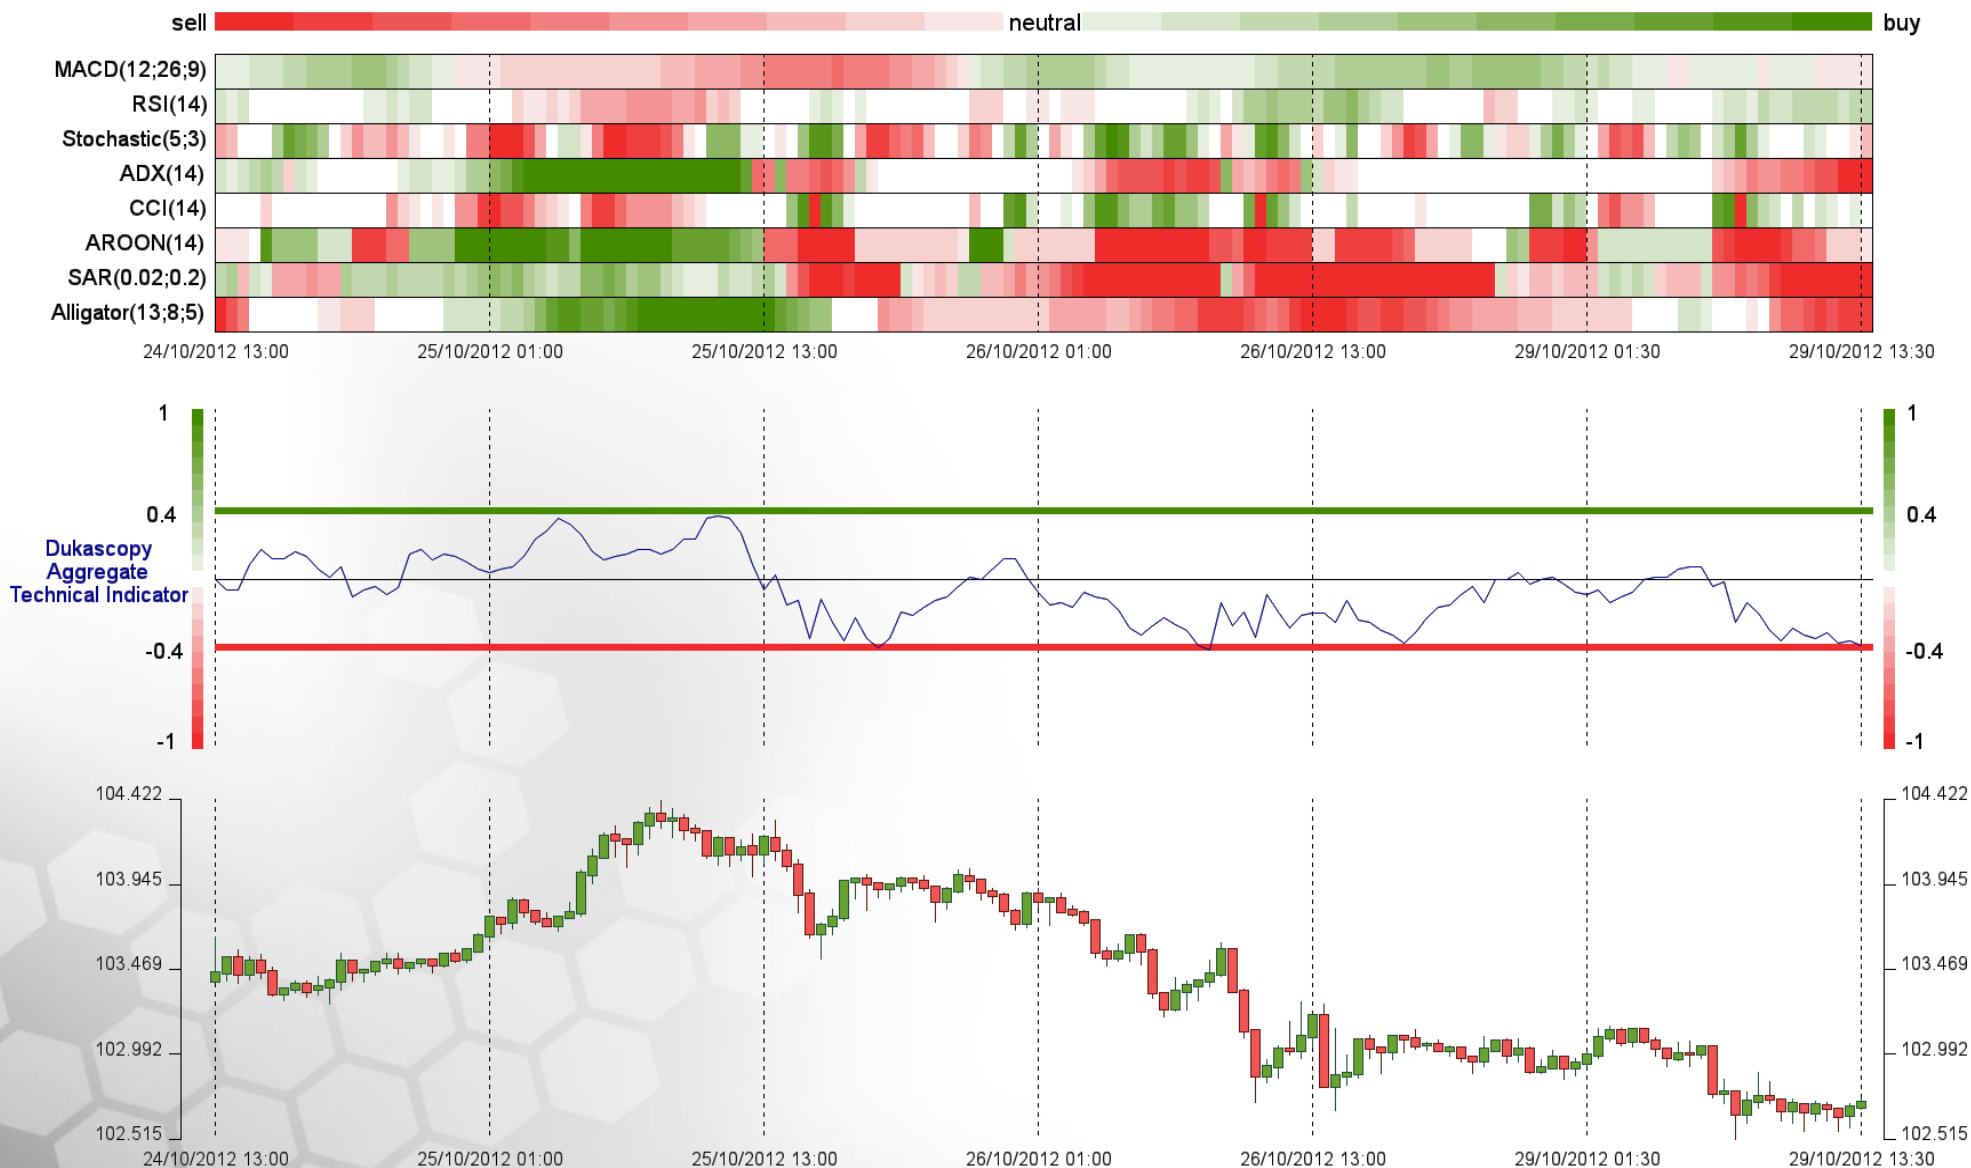 sell neutral buy
MACD(12;26;9)
RSI(14)
Stochastic(5;3)
ADX(14)
CCI(14)
AROON(14)
SAR(0.02;0.2)
Alligator(13;8;5)
24/10/2012 13:00 25/10/2012 01:00 25/10/2012 13:00 26/10/2012 01:00 26/10/2012 13:00 29/10/2012 01:30 29/10/2012 13:30
1 1
0.4 0.4
Dukascopy
Aggregate
Technical Indicator
-0.4 -0.4
-1 -1
104.422 104.422
103.945 103.945
103.469 103.469
102.992 102.992
102.515 102.515
24/10/2012 13:00 25/10/2012 01:00 25/10/2012 13:00 26/10/2012 01:00 26/10/2012 13:00 29/10/2012 01:30 29/10/2012 13:30